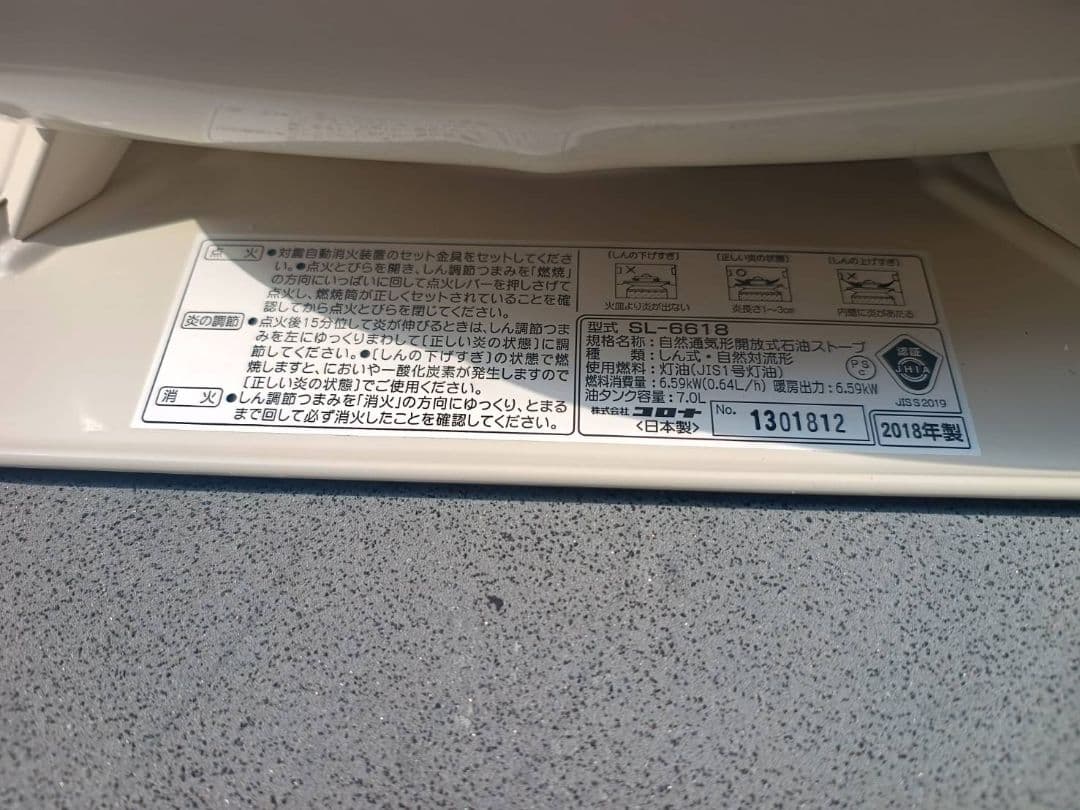 点火 ●対震自動消火装置のセット金具をセットしてくださ
い。●点火とびらを開き、しん調節つまみを「燃焼」
の方向にいっぱいに回して点火レバーを押しさげて
点火し、燃焼筒が正しくセットされていることを確
認してから点火とびらを閉じてください。
炎の調節 ●点火後15分位して炎が伸びるときは、しん調節つま
みを左にゆっくりまわして[正しい炎の状態]に調
節してください。●[しんの下げすぎ]の状態で燃
焼しますと、においや一酸化炭素が発生しますので
[正しい炎の状態]でご使用ください。
消火 ●しん調節つまみを「消火」の方向にゆっくり、とまる
まで回して必ず消火したことを確認してください。
[しんの下げすぎ] [正しい炎の状態] [しんの上げすぎ]
火皿より炎が出ない 炎長さ1~3cm 内筒に炎があたる
型式 SL-6618
規格名称:自然通気形開放式石油ストーブ
種類:しん式・自然対流形
使用燃料:灯油(JIS1号灯油)
燃料消費量:6.59kW(0.64L/h) 暖房出力:6.59kW
油タンク容量:7.0L
PSC
認証
JHIA
JIS S2019
株式会社コロナ
<日本製>
No. 1301812
2018年製